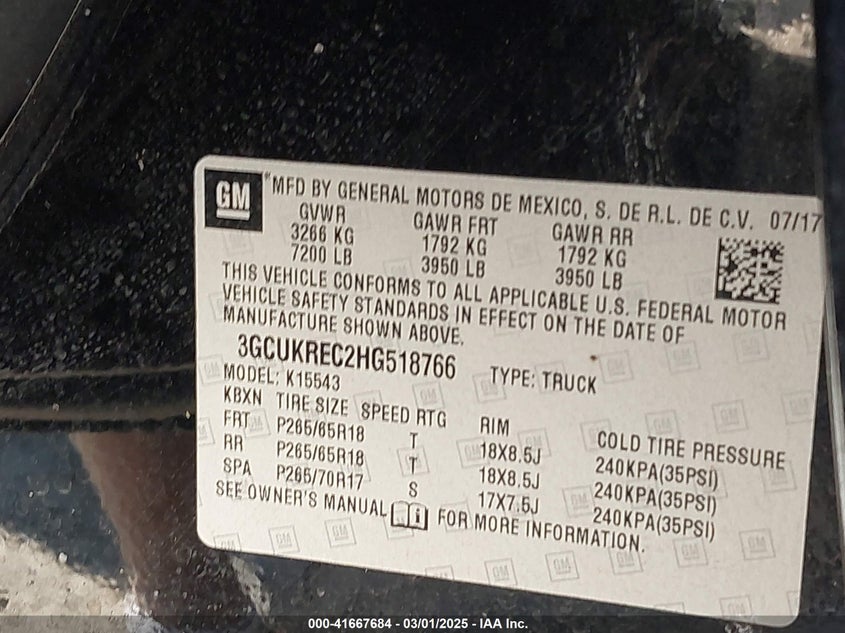 GM *MFD BY GENERAL MOTORS DE MEXICO, S. DE R.L. DE C.V. 07/17
GVWR GAWR FRT GAWR RR
3266 KG 1792 KG 1792 KG
7200 LB 3950 LB 3950 LB
THIS VEHICLE CONFORMS TO ALL APPLICABLE U.S. FEDERAL MOTOR
VEHICLE SAFETY STANDARDS IN EFFECT ON THE DATE OF
MANUFACTURE SHOWN ABOVE.
3GCUKREC2HG518766 TYPE: TRUCK
MODEL: K15543
KBXN TIRE SIZE SPEED RTG RIM COLD TIRE PRESSURE
FRT P265/65R18 T 18X8.5J 240KPA(35PSI)
RR P265/65R18 T 18X8.5J 240KPA(35PSI)
SPA P265/70R17 S 17X7.5J 240KPA(35PSI)
SEE OWNER'S MANUAL i FOR MORE INFORMATION.
000-41667684 - 03/01/2025 - IAA Inc.